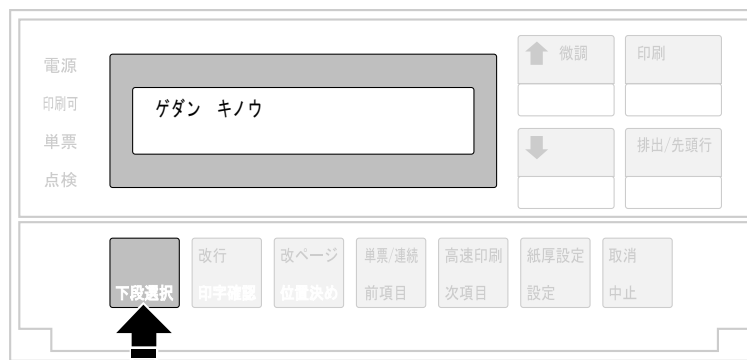 電源
印刷可
単票
点検
ゲダン キノウ
微調
印刷
排出/先頭行
下段選択
改行
印字確認
改ページ
位置決め
単票/連続
前項目
高速印刷
次項目
紙厚設定
設定
取消
中止